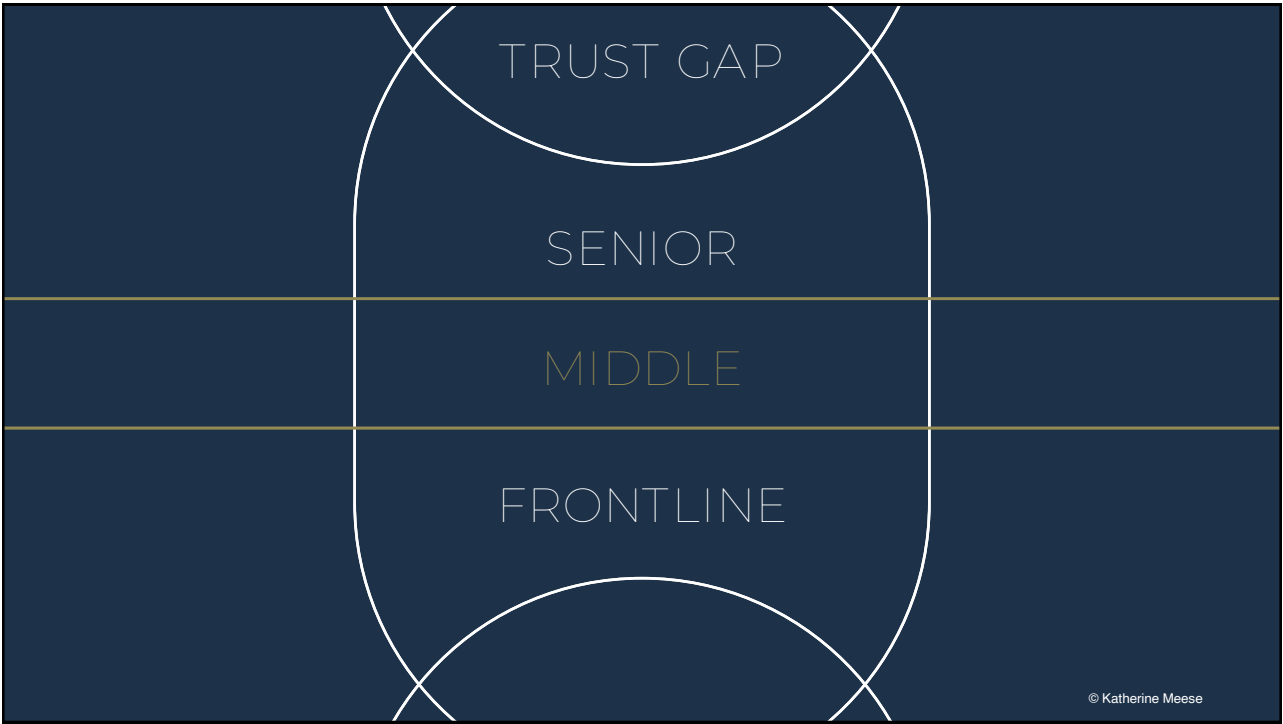 TRUST GAP
SENIOR
MIDDLE
FRONTLINE
© Katherine Meese